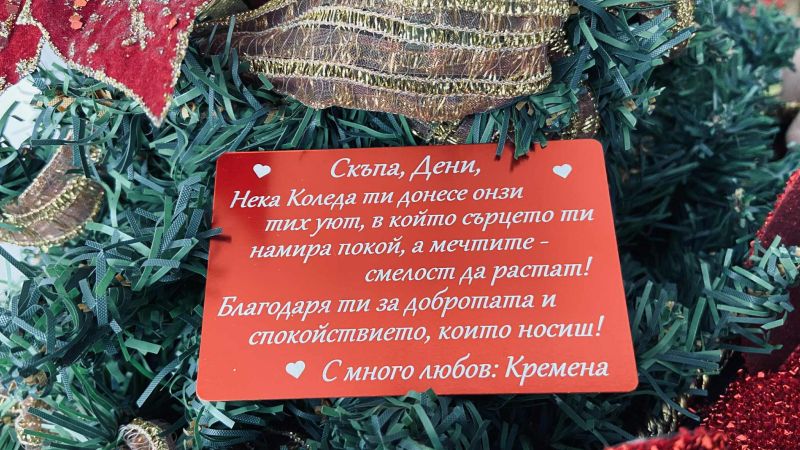 Скъпа, Дени,
Нека Коледа ти донесе онзи
тих уют, в който сърцето ти
намира покой, а мечтите -
смелост да растат!
Благодаря ти за добротата и
спокойствието, които носиш!
С много любов: Кремена